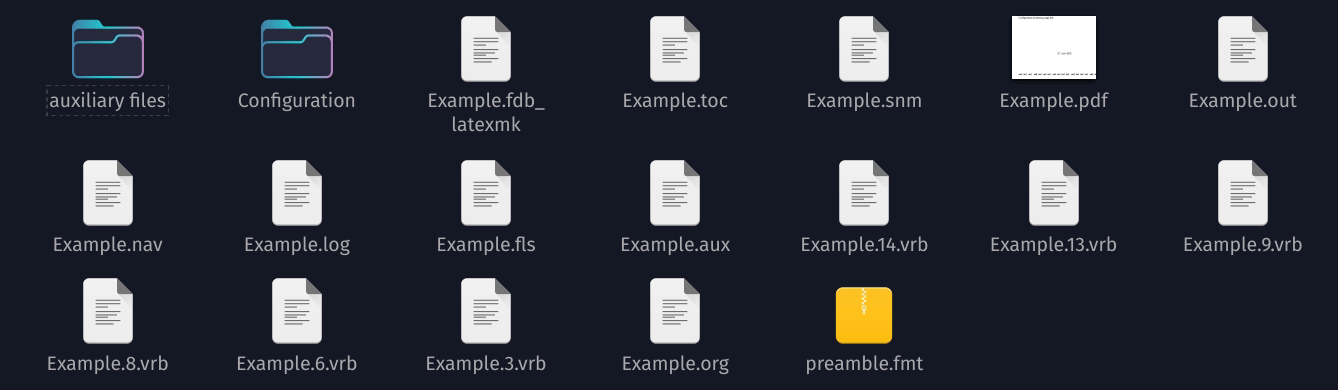 auxiliary files
Configuration
Example.fdb_
latexmk
Example.toc
Example.snm
Example.pdf
Example.out
Example.nav
Example.log
Example.fls
Example.aux
Example.14.vrb
Example.13.vrb
Example.9.vrb
Example.8.vrb
Example.6.vrb
Example.3.vrb
Example.org
preamble.fmt